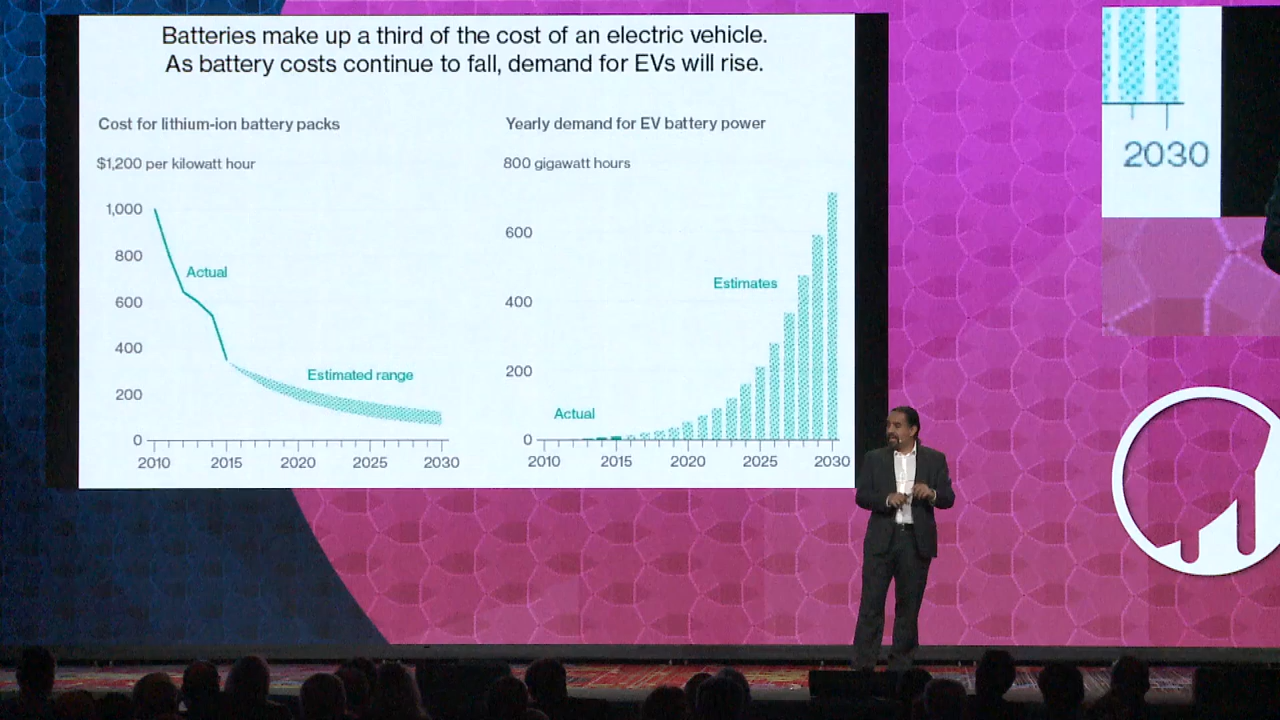 Batteries make up a third of the cost of an electric vehicle.
As battery costs continue to fall, demand for EVs will rise.
Cost for lithium-ion battery packs
$1,200 per kilowatt hour
1,000
800
600
400
200
0
Actual
Estimated range
2010 2015 2020 2025 2030
Yearly demand for EV battery power
800 gigawatt hours
600
400
200
0
Estimates
Actual
2010 2015 2020 2025 2030
2030